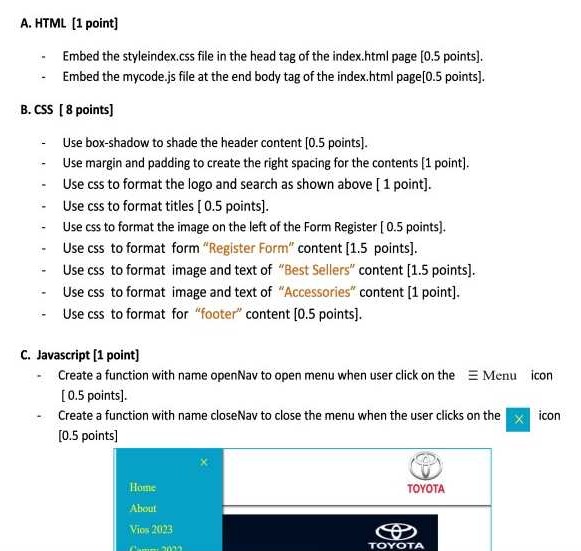 A. HTML [1 point]
- Embed the styleindex.css file in the head tag of the index.html page [0.5 points].
- Embed the mycode.js file at the end body tag of the index.html page[0.5 points].
B. CSS [ 8 points]
- Use box-shadow to shade the header content [0.5 points].
- Use margin and padding to create the right spacing for the contents [1 point].
- Use css to format the logo and search as shown above [ 1 point].
- Use css to format titles [ 0.5 points].
- Use css to format the image on the left of the Form Register [ 0.5 points].
- Use css to format form “Register Form” content [1.5 points].
- Use css to format image and text of “Best Sellers” content [1.5 points].
- Use css to format image and text of “Accessories” content [1 point].
- Use css to format for “footer” content [0.5 points].
C. Javascript [1 point]
- Create a function with name openNav to open menu when user click on the ☰ Menu icon
[ 0.5 points].
- Create a function with name closeNav to close the menu when the user clicks on the X icon
[0.5 points]
×
Home
TOYOTA
About
Vios 2023
TOYOTA
Camry 2022